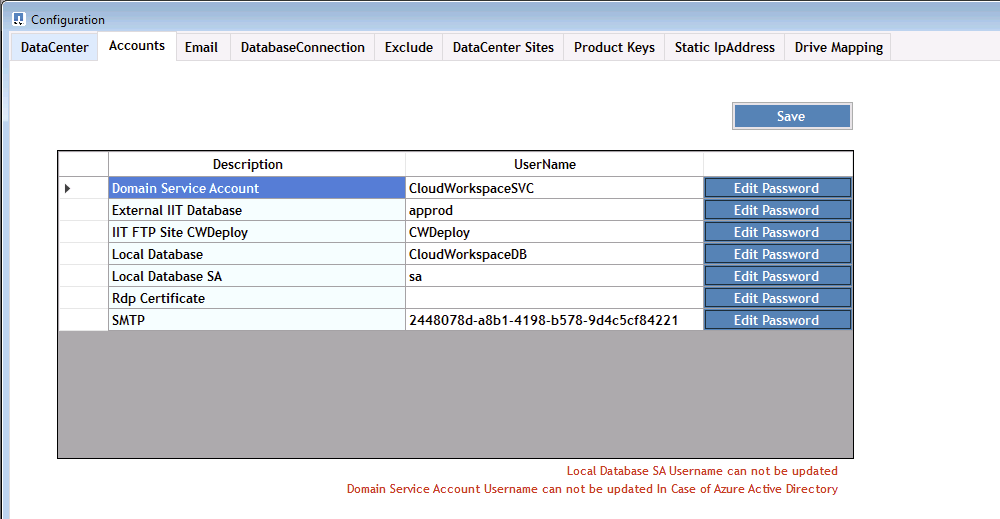 Configuration
DataCenter Accounts Email DatabaseConnection Exclude DataCenter Sites Product Keys Static IpAddress Drive Mapping
Save
Description UserName
Domain Service Account CloudWorkspaceSVC Edit Password
External IIT Database approd Edit Password
IIT FTP Site CWDeploy CWDeploy Edit Password
Local Database CloudWorkspaceDB Edit Password
Local Database SA sa Edit Password
Rdp Certificate Edit Password
SMTP 2448078d-a8b1-4198-b578-9d4c5cf84221 Edit Password
Local Database SA Username can not be updated
Domain Service Account Username can not be updated In Case of Azure Active Directory